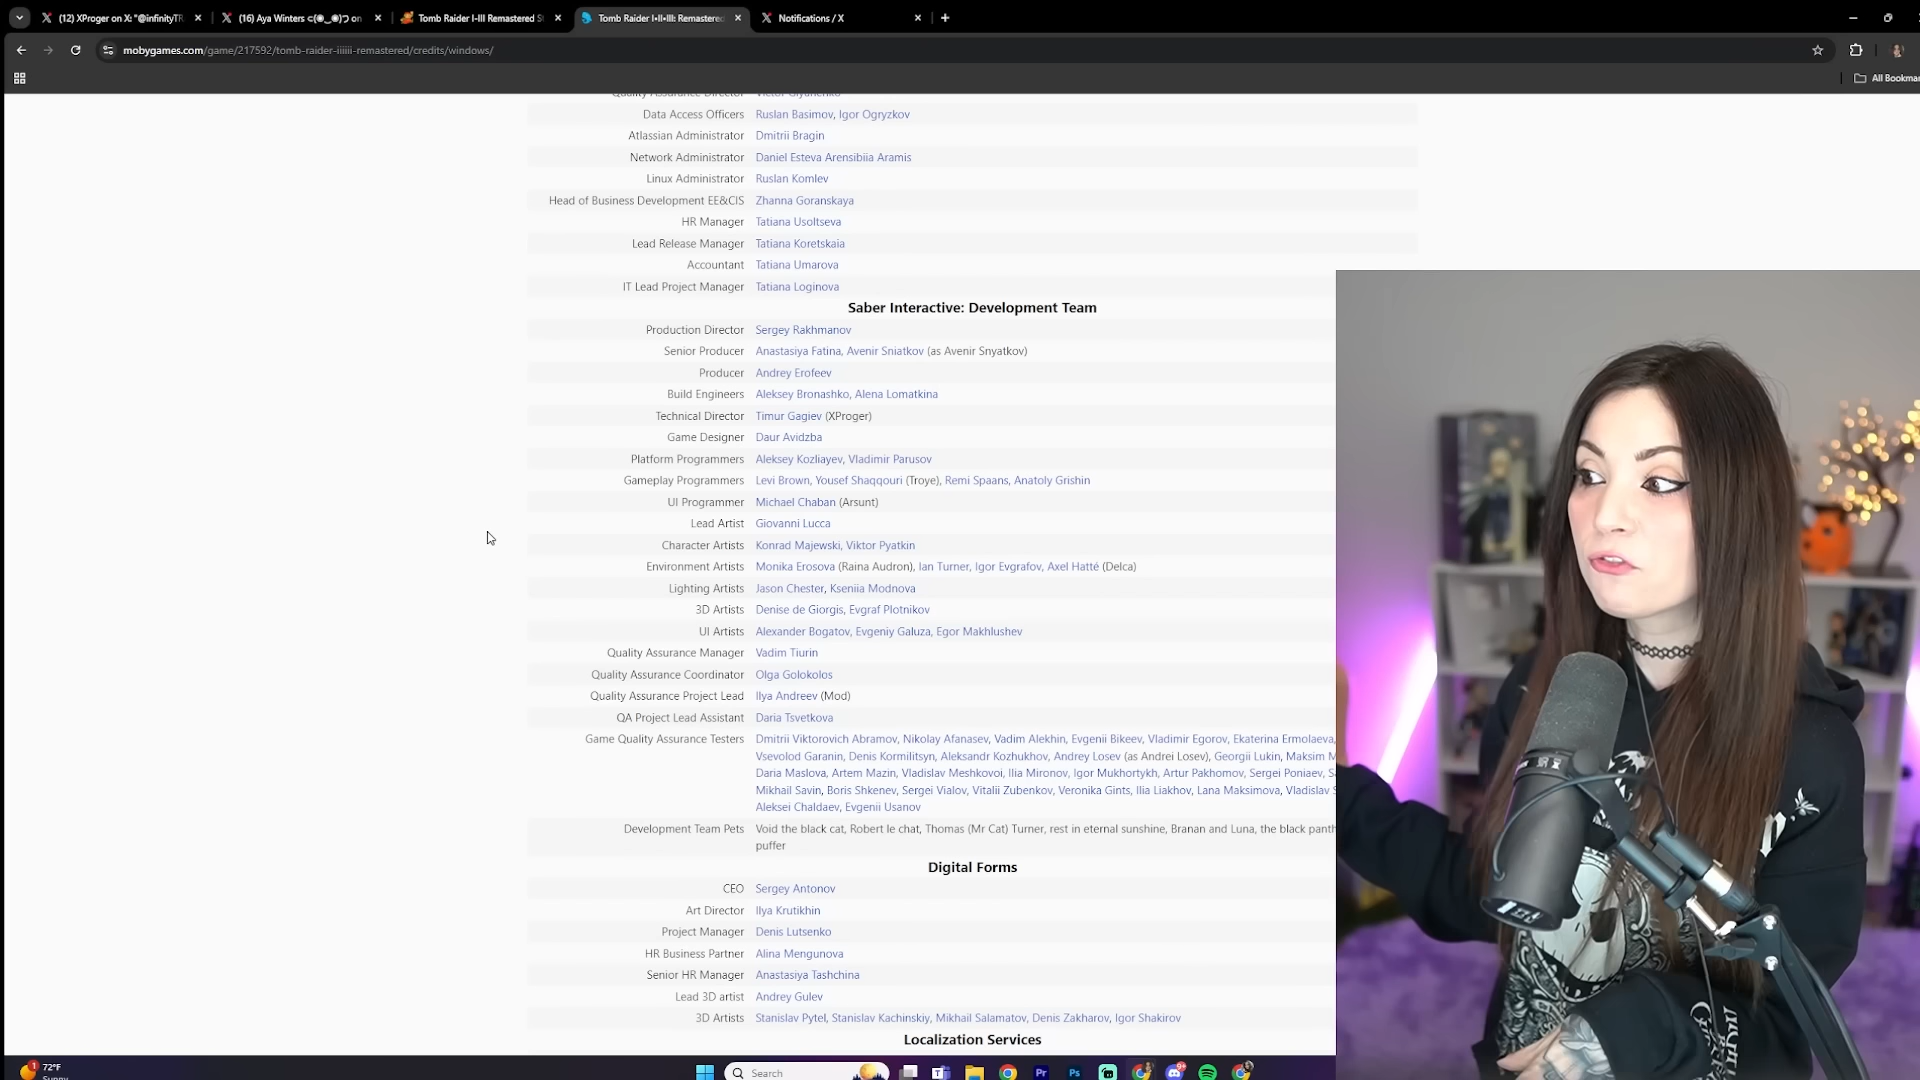 (12) XProger on X: "@infinityTR
(16) Aya Winters
Tomb Raider I-III Remastered
Tomb Raider I•II•III: Remastered
Notifications / X
mobygames.com/game/217592/tomb-raider-iiiiii-remastered/credits/windows/
All Bookmar
Quality Assurance Director
Data Access Officers Ruslan Basimov, Igor Ogryzkov
Atlassian Administrator Dmitrii Bragin
Network Administrator Daniel Esteva Arensibiia Aramis
Linux Administrator Ruslan Komlev
Head of Business Development EE&CIS Zhanna Goranskaya
HR Manager Tatiana Usoltseva
Lead Release Manager Tatiana Koretskaia
Accountant Tatiana Umarova
IT Lead Project Manager Tatiana Loginova
Saber Interactive: Development Team
Production Director Sergey Rakhmanov
Senior Producer Anastasiya Fatina, Avenir Sniatkov (as Avenir Snyatkov)
Producer Andrey Erofeev
Build Engineers Aleksey Bronashko, Alena Lomatkina
Technical Director Timur Gagiev (XProger)
Game Designer Daur Avidzba
Platform Programmers Aleksey Kozliayev, Vladimir Parusov
Gameplay Programmers Levi Brown, Yousef Shaqqouri (Troye), Remi Spaans, Anatoly Grishin
UI Programmer Michael Chaban (Arsunt)
Lead Artist Giovanni Lucca
Character Artists Konrad Majewski, Viktor Pyatkin
Environment Artists Monika Erosova (Raina Audron), Ian Turner, Igor Evgrafov, Axel Hatté (Delca)
Lighting Artists Jason Chester, Kseniia Modnova
3D Artists Denise de Giorgis, Evgraf Plotnikov
UI Artists Alexander Bogatov, Evgeniy Galuza, Egor Makhlushev
Quality Assurance Manager Vadim Tiurin
Quality Assurance Coordinator Olga Golokolos
Quality Assurance Project Lead Ilya Andreev (Mod)
QA Project Lead Assistant Daria Tsvetkova
Game Quality Assurance Testers Dmitrii Viktorovich Abramov, Nikolay Afanasev, Vadim Alekhin, Evgenii Bikeev, Vladimir Egorov, Ekaterina Ermolaeva,
Vsevolod Garanin, Denis Kormilitsyn, Aleksandr Kozhukhov, Andrey Losev (as Andrei Losev), Georgii Lukin, Maksim M
Daria Maslova, Artem Mazin, Vladislav Meshkovoi, Ilia Mironov, Igor Mukhortykh, Artur Pakhomov, Sergei Poniaev, S
Mikhail Savin, Boris Shkenev, Sergei Vialov, Vitalii Zubenkov, Veronika Gints, Ilia Liakhov, Lana Maksimova, Vladislav S
Aleksei Chaldaev, Evgenii Usanov
Development Team Pets Void the black cat, Robert le chat, Thomas (Mr Cat) Turner, rest in eternal sunshine, Branan and Luna, the black panth
puffer
Digital Forms
CEO Sergey Antonov
Art Director Ilya Krutikhin
Project Manager Denis Lutsenko
HR Business Partner Alina Mengunova
Senior HR Manager Anastasiya Tashchina
Lead 3D artist Andrey Gulev
3D Artists Stanislav Pytel, Stanislav Kachinskiy, Mikhail Salamatov, Denis Zakharov, Igor Shakirov
Localization Services
1
72°F
Sunny
Search